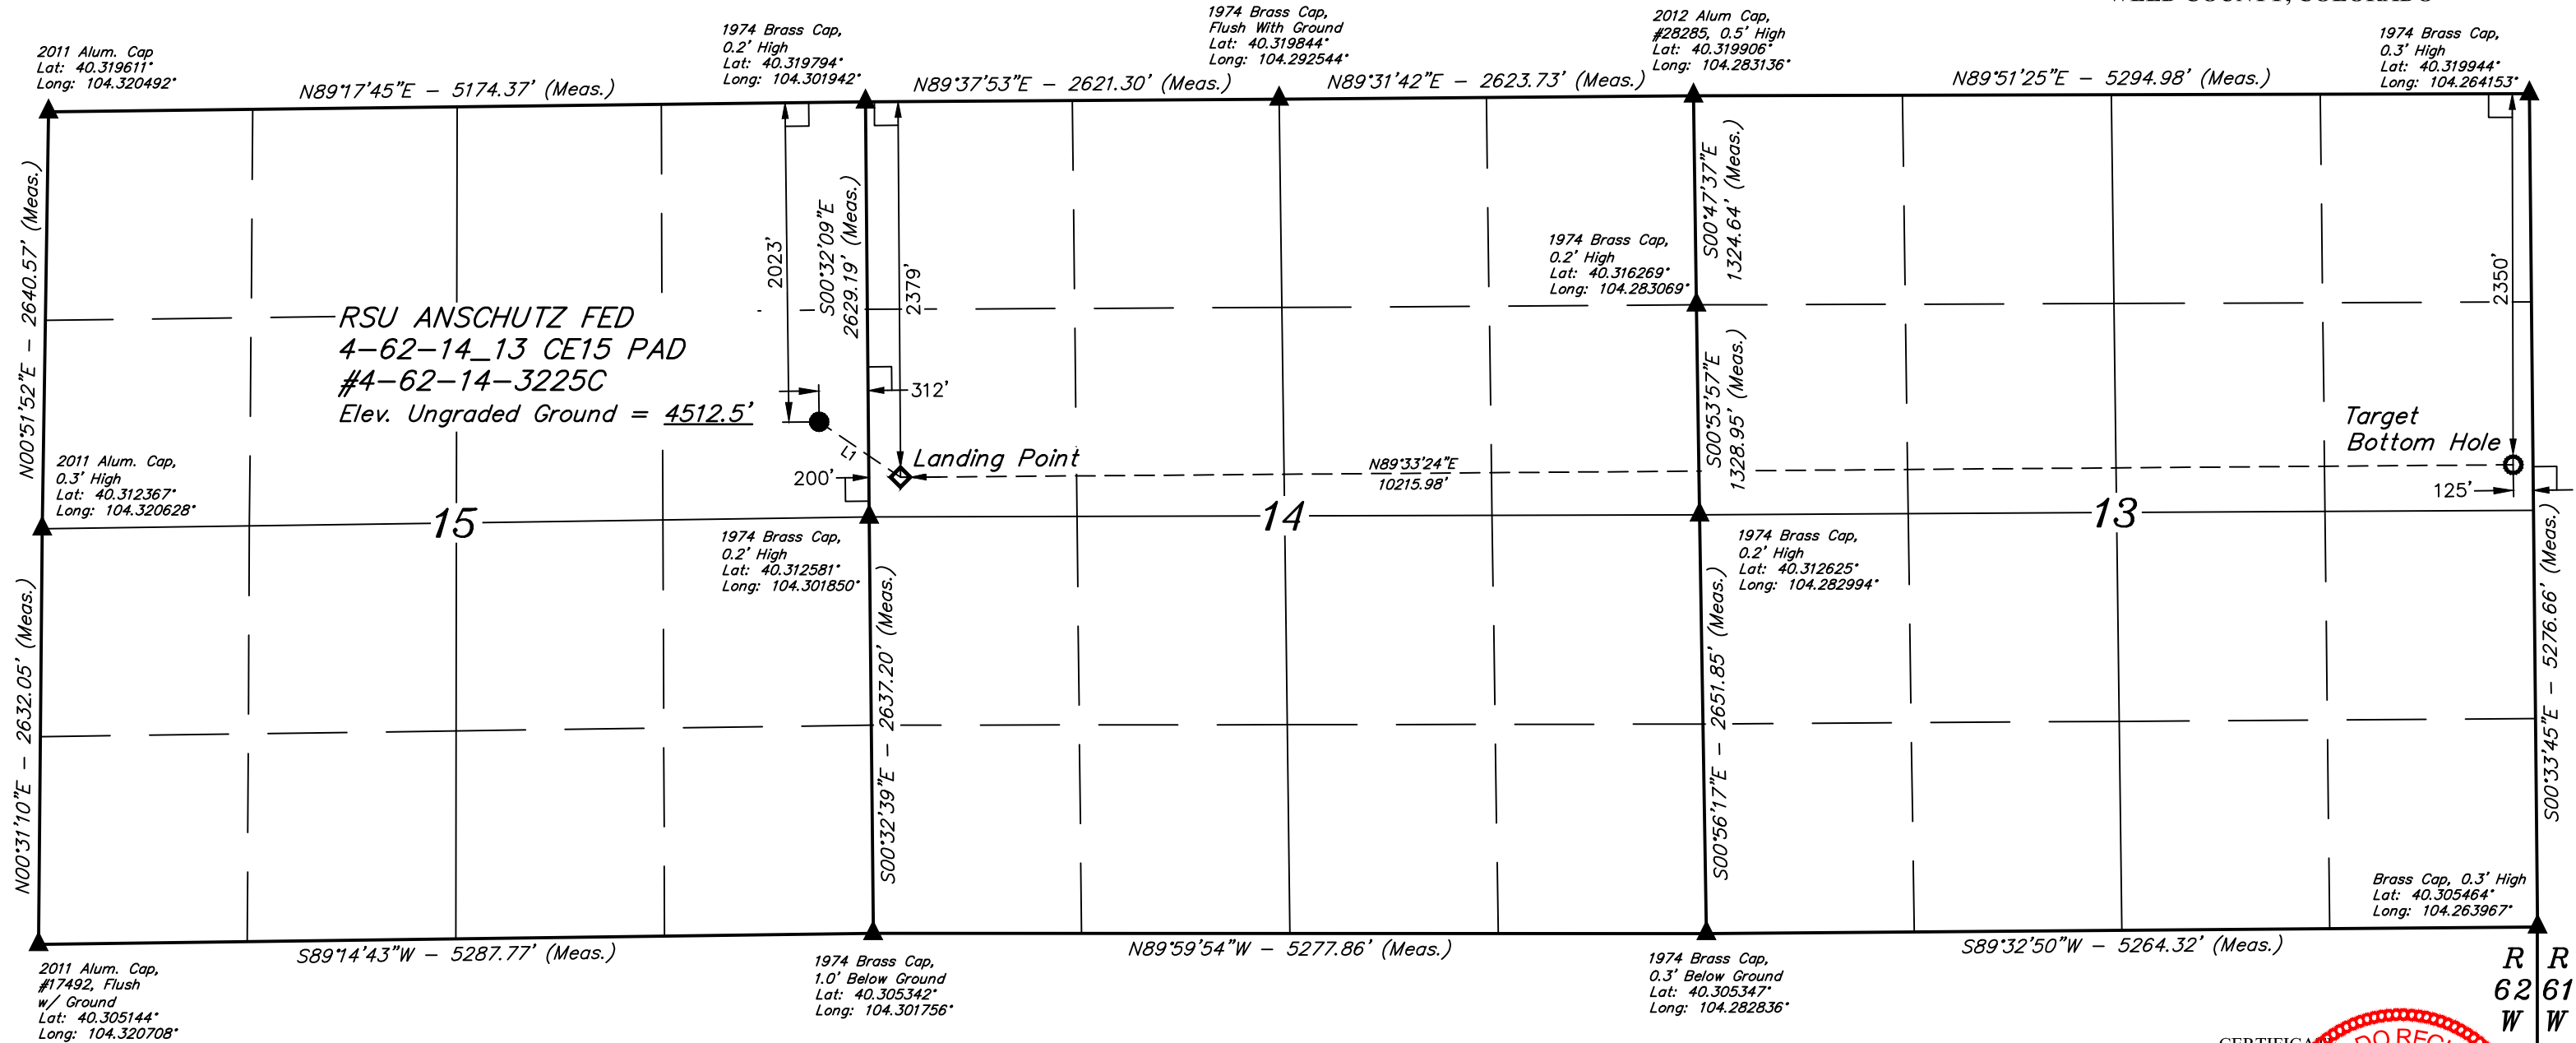 WELD COUNTY, COLORADO
2011 Alum. Cap
Lat: 40.319611°
Long: 104.320492°
N89°17'45"E - 5174.37' (Meas.)
1974 Brass Cap,
0.2' High
Lat: 40.319794°
Long: 104.301942°
N89°37'53"E - 2621.30' (Meas.)
1974 Brass Cap,
Flush With Ground
Lat: 40.319844°
Long: 104.292544°
N89°31'42"E - 2623.73' (Meas.)
2012 Alum Cap,
#28285, 0.5' High
Lat: 40.319906°
Long: 104.283136°
N89°51'25"E - 5294.98' (Meas.)
1974 Brass Cap,
0.3' High
Lat: 40.319944°
Long: 104.264153°
N00°51'52"E - 2640.57' (Meas.)
RSU ANSCHUTZ FED
4-62-14_13 CE15 PAD
#4-62-14-3225C
Elev. Ungraded Ground = 4512.5'
2023'
S00°32'09"E
2629.19' (Meas.)
2379'
312'
L1
200'
Landing Point
N89°33'24"E
10215.98'
1974 Brass Cap,
0.2' High
Lat: 40.316269°
Long: 104.283069°
S00°47'37"E
1324.64' (Meas.)
S00°53'57"E
1328.95' (Meas.)
2350'
Target
Bottom Hole
125'
2011 Alum. Cap,
0.3' High
Lat: 40.312367°
Long: 104.320628°
15
14
13
1974 Brass Cap,
0.2' High
Lat: 40.312581°
Long: 104.301850°
1974 Brass Cap,
0.2' High
Lat: 40.312625°
Long: 104.282994°
N00°31'10"E - 2632.05' (Meas.)
S00°32'39"E - 2637.20' (Meas.)
S00°56'17"E - 2651.85' (Meas.)
S00°33'45"E - 5276.66' (Meas.)
Brass Cap, 0.3' High
Lat: 40.305464°
Long: 104.263967°
S89°14'43"W - 5287.77' (Meas.)
N89°59'54"W - 5277.86' (Meas.)
S89°32'50"W - 5264.32' (Meas.)
2011 Alum. Cap,
#17492, Flush
w/ Ground
Lat: 40.305144°
Long: 104.320708°
1974 Brass Cap,
1.0' Below Ground
Lat: 40.305342°
Long: 104.301756°
1974 Brass Cap,
0.3' Below Ground
Lat: 40.305347°
Long: 104.282836°
R R
62 61
W W